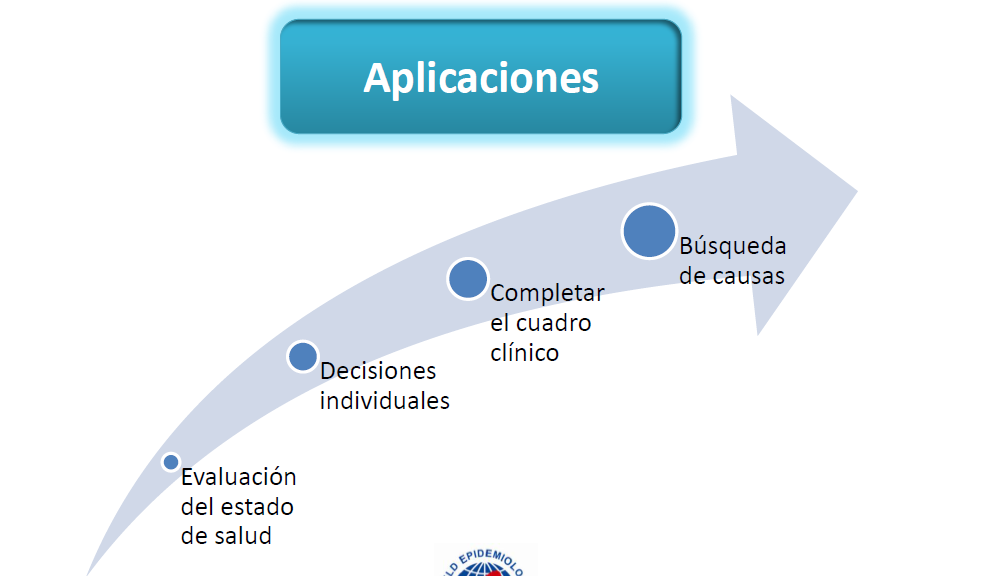 Aplicaciones
Búsqueda
de causas
Completar
el cuadro
clínico
Decisiones
individuales
Evaluación
del estado
de salud